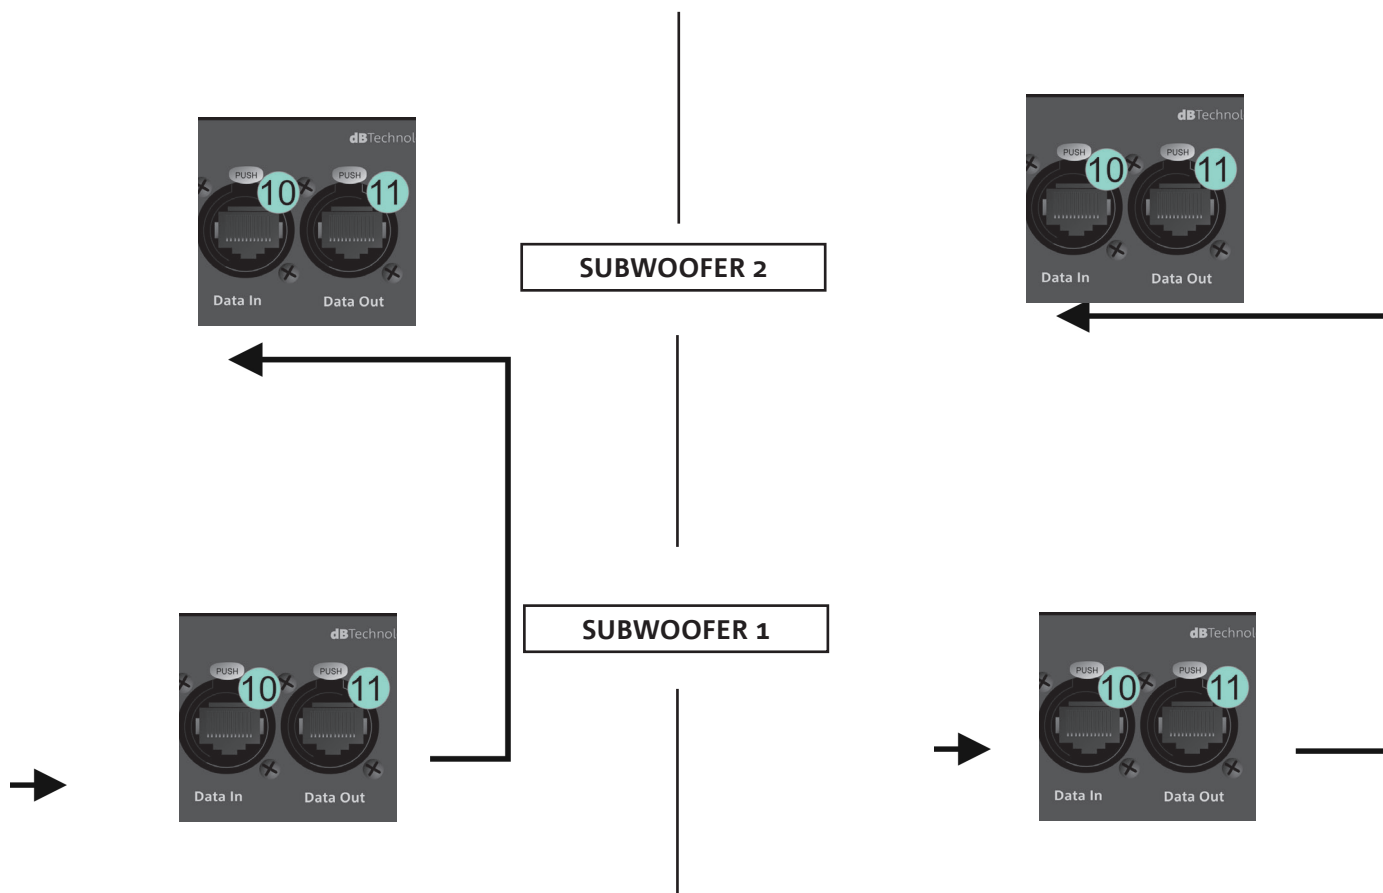 dBTechnol
PUSH
10
PUSH
11
Data In
Data Out
dBTechnol
PUSH
10
PUSH
11
Data In
Data Out
SUBWOOFER 2
SUBWOOFER 1
dBTechnol
PUSH
10
PUSH
11
Data In
Data Out
dBTechnol
PUSH
10
PUSH
11
Data In
Data Out